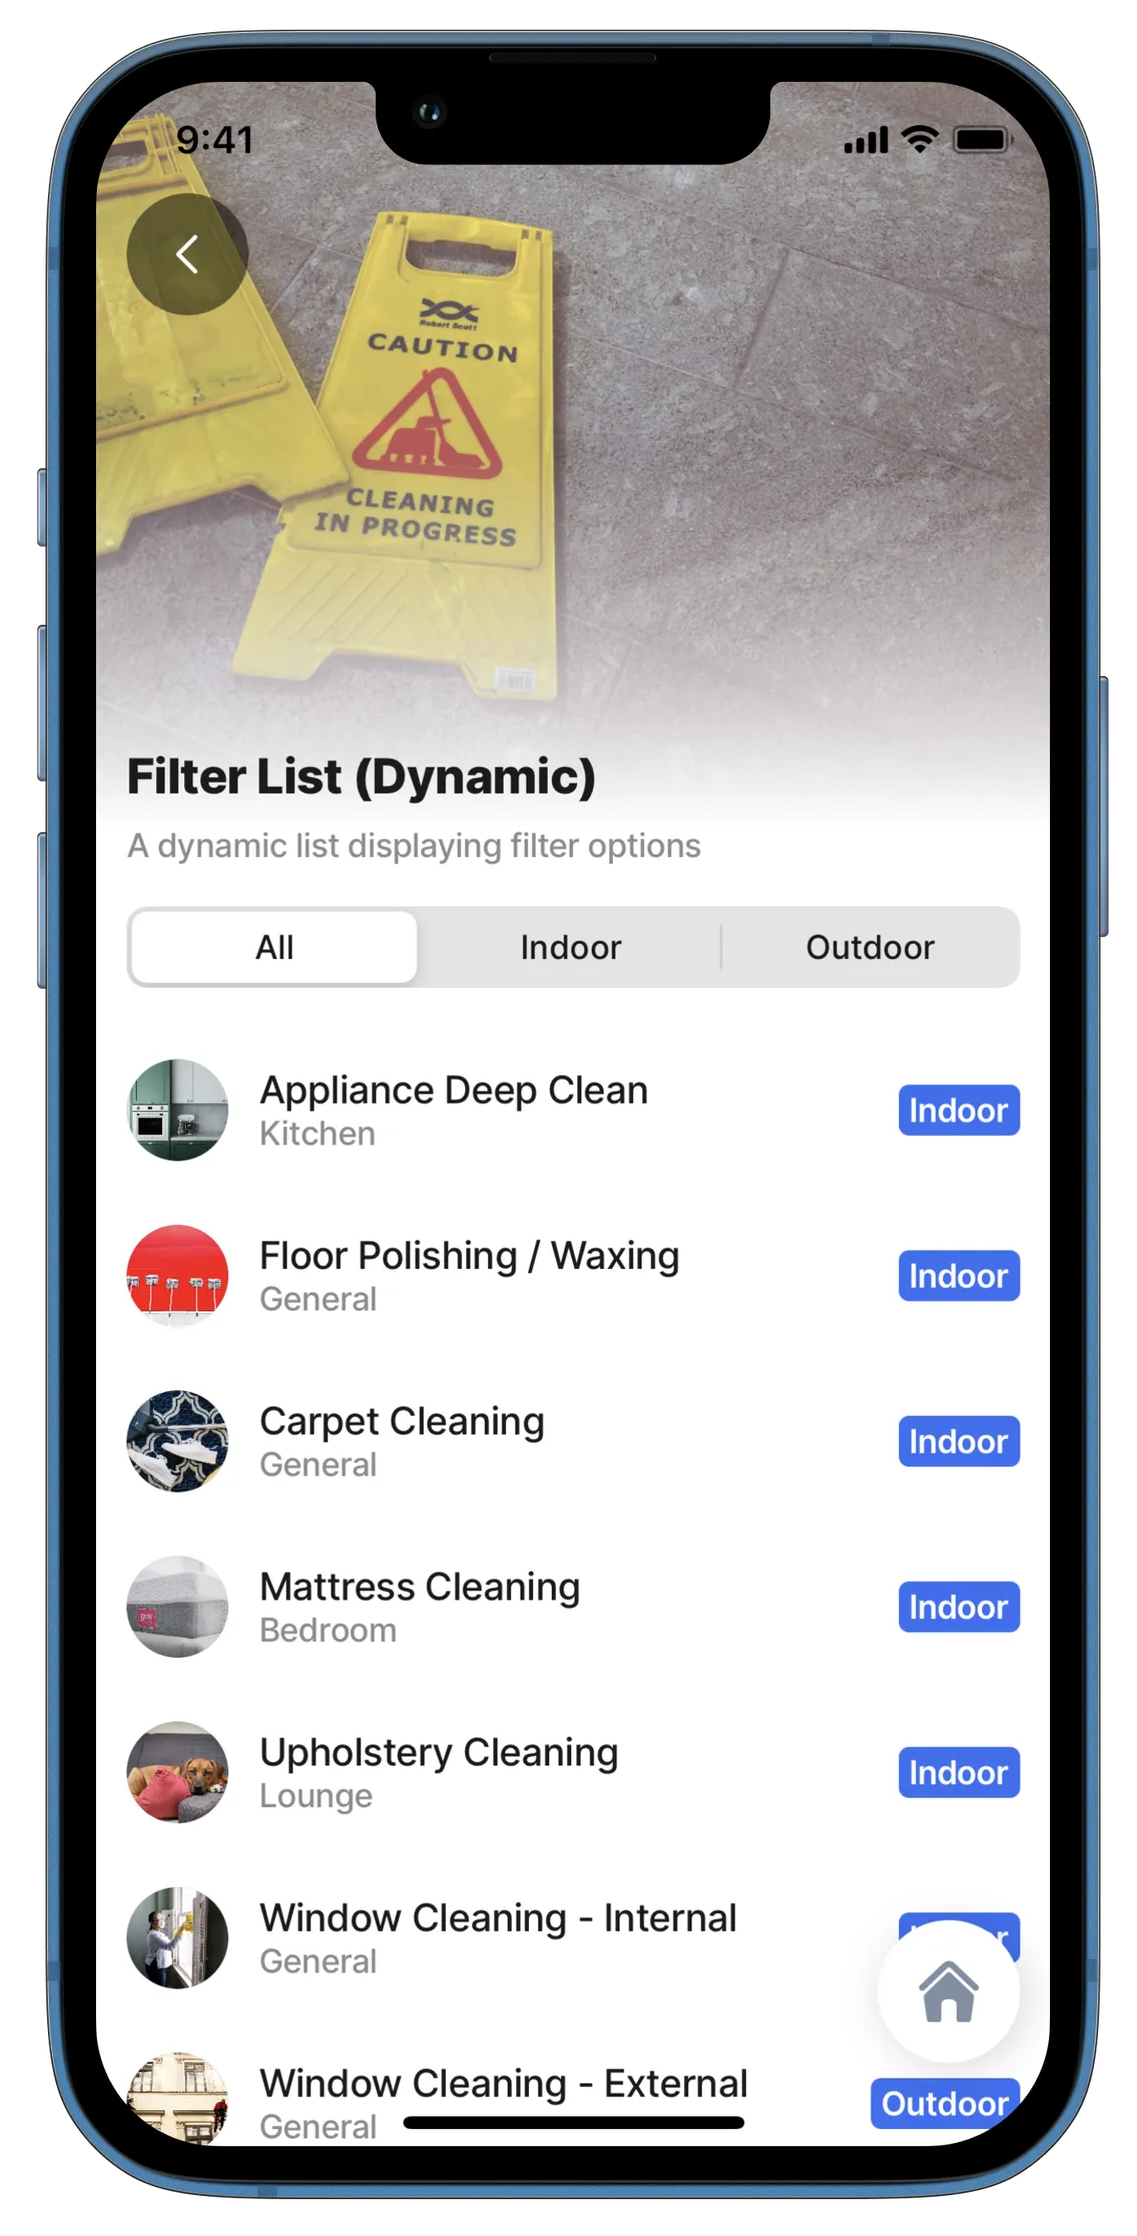 9:41
Robert Scott
CAUTION
CLEANING
IN PROGRESS
Filter List (Dynamic)
A dynamic list displaying filter options
All
Indoor
Outdoor
Appliance Deep Clean
Kitchen
Indoor
Floor Polishing / Waxing
General
Indoor
Carpet Cleaning
General
Indoor
Mattress Cleaning
Bedroom
Indoor
Upholstery Cleaning
Lounge
Indoor
Window Cleaning - Internal
General
Window Cleaning - External
General
Outdoor